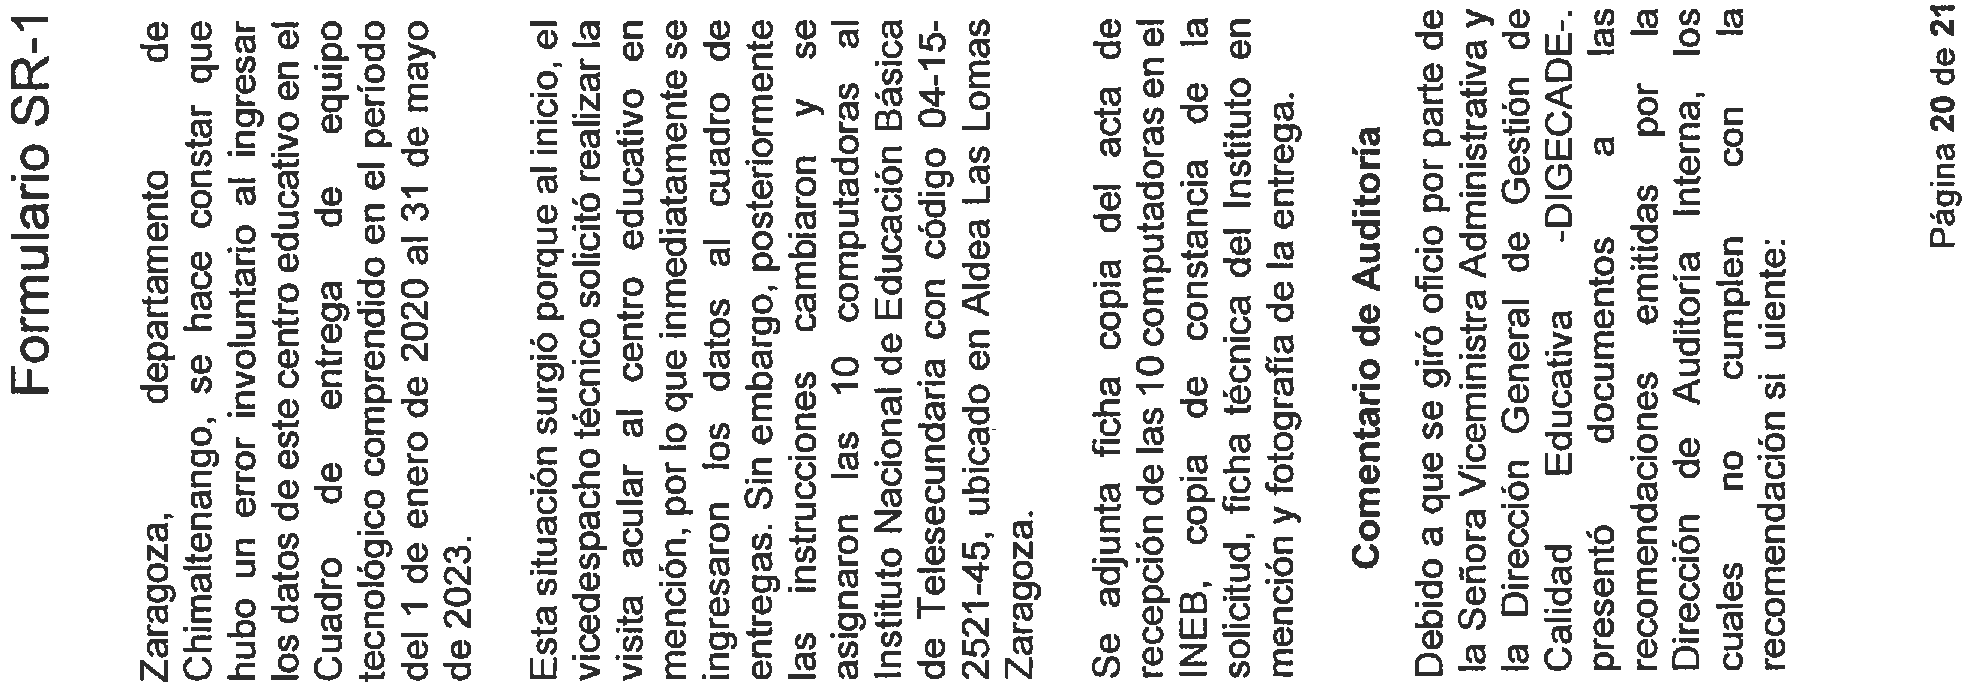 Formulario SR-1
Zaragoza, departamento de
Chimaltenango, se hace constar que
hubo un error involuntario al ingresar
los datos de este centro educativo en el
Cuadro de entrega de equipo
tecnológico comprendido en el período
del 1 de enero de 2020 al 31 de mayo
de 2023.
Esta situación surgió porque al inicio, el
vicedespacho técnico solicitó realizar la
visita acular al centro educativo en
mención, por lo que inmediatamente se
ingresaron los datos al cuadro de
entregas. Sin embargo, posteriormente
las instrucciones cambiaron y se
asignaron las 10 computadoras al
Instituto Nacional de Educación Básica
de Telesecundaria con código 04-15-
2521-45, ubicado en Aldea Las Lomas
Zaragoza.
Se adjunta ficha copia del acta de
recepción de las 10 computadoras en el
INEB, copia de constancia de la
solicitud, ficha técnica del Instituto en
mención y fotografía de la entrega.
Comentario de Auditoría
Debido a que se giró oficio por parte de
la Señora Viceministra Administrativa y
la Dirección General de Gestión de
Calidad Educativa -DIGECADE-.
presentó documentos a las
recomendaciones emitidas por la
Dirección de Auditoría Interna, los
cuales no cumplen con la
recomendación si uiente:
Página 20 de 21